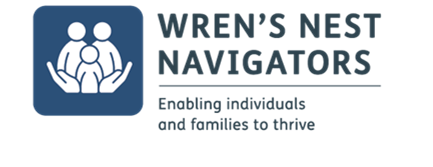 WREN'S NEST
NAVIGATORS
Enabling individuals
and families to thrive